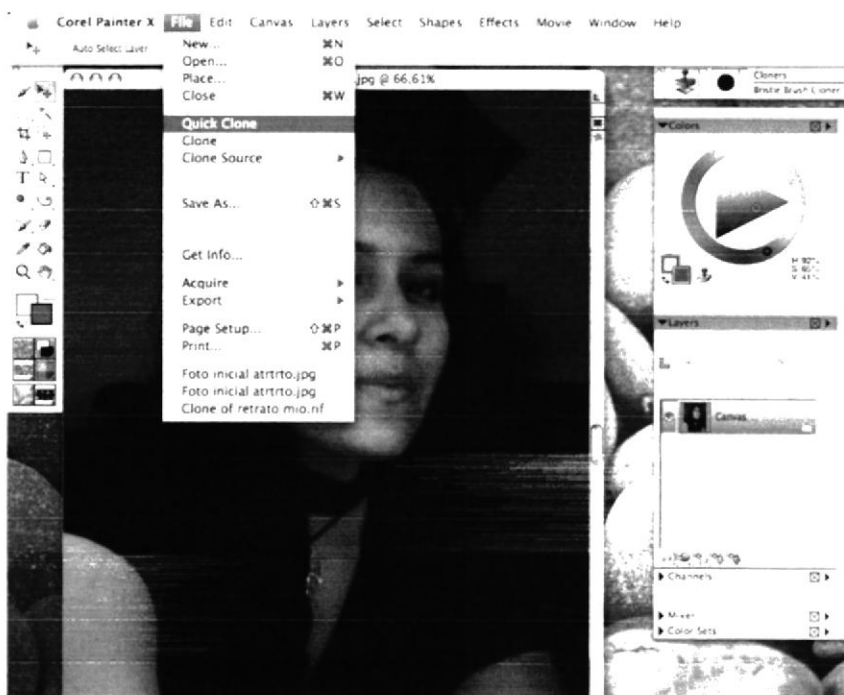 Corel Painter X File Edit Canvas Layers Select Shapes Effects Movie Window Help
Auto Select Layer
New... ⌘N
Open... ⌘O
Place...
Close ⌘W
Quick Clone
Clone
Clone Source
Save As... ⇧⌘S
Get Info...
Acquire
Export
Page Setup... ⇧⌘P
Print... ⌘P
Foto inicial atrtrto.jpg
Foto inicial atrtrto.jpg
Clone of retrato mio.rif
.jpg @ 66.61%
Cloners
Bristle Brush Cloner
Colors
Layers
Canvas
Channels
Mixer
Color Sets